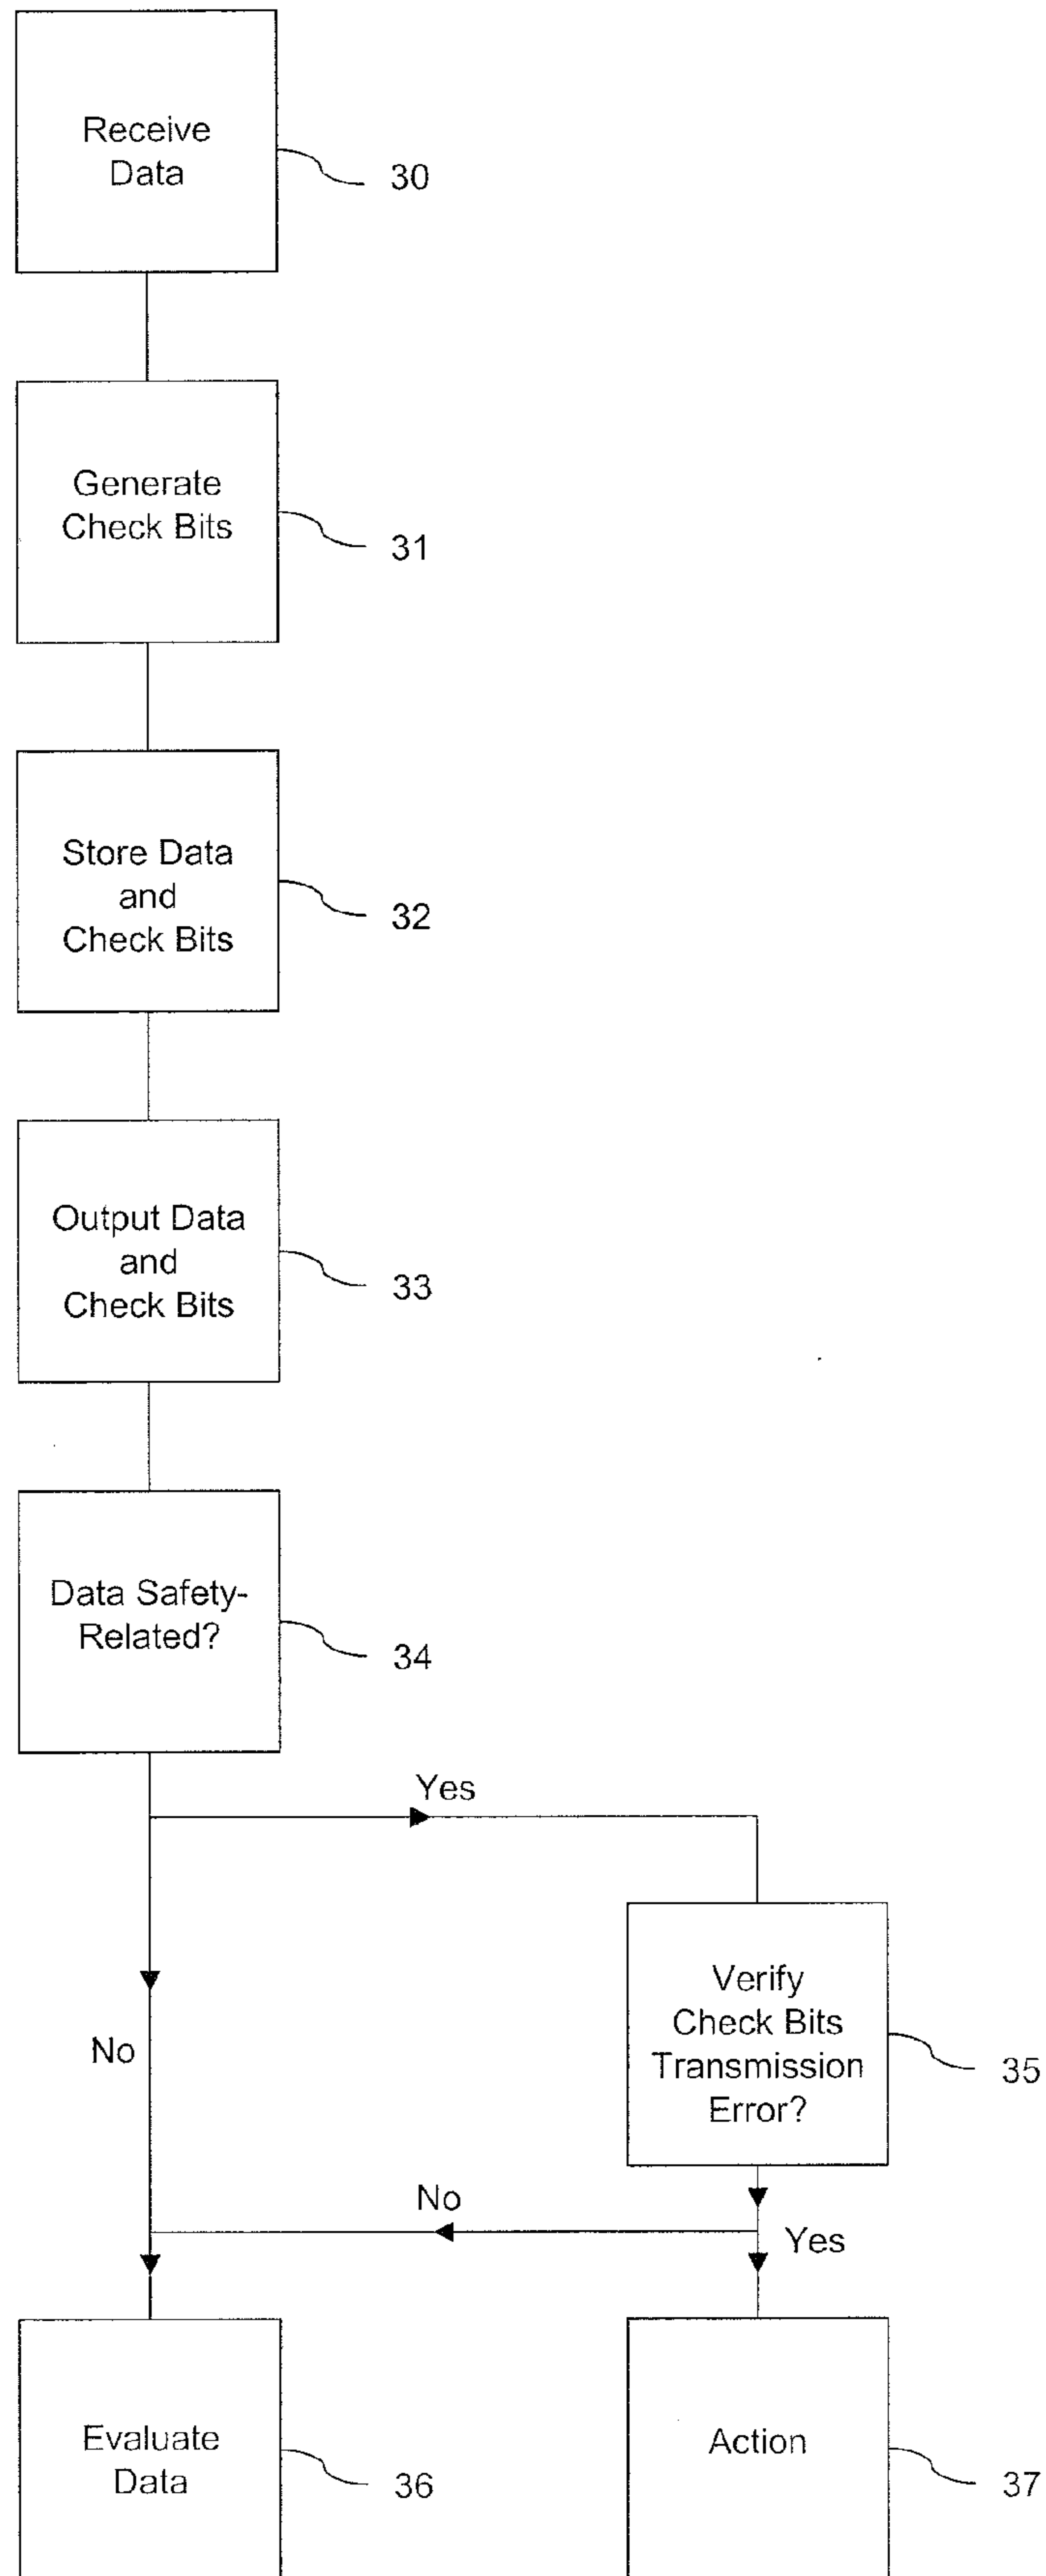 Receive
Data
30
Generate
Check Bits
31
Store Data
and
Check Bits
32
Output Data
and
Check Bits
33
Data Safety-
Related?
34
Yes
No
Verify
Check Bits
Transmission
Error?
35
No
Yes
Evaluate
Data
36
Action
37